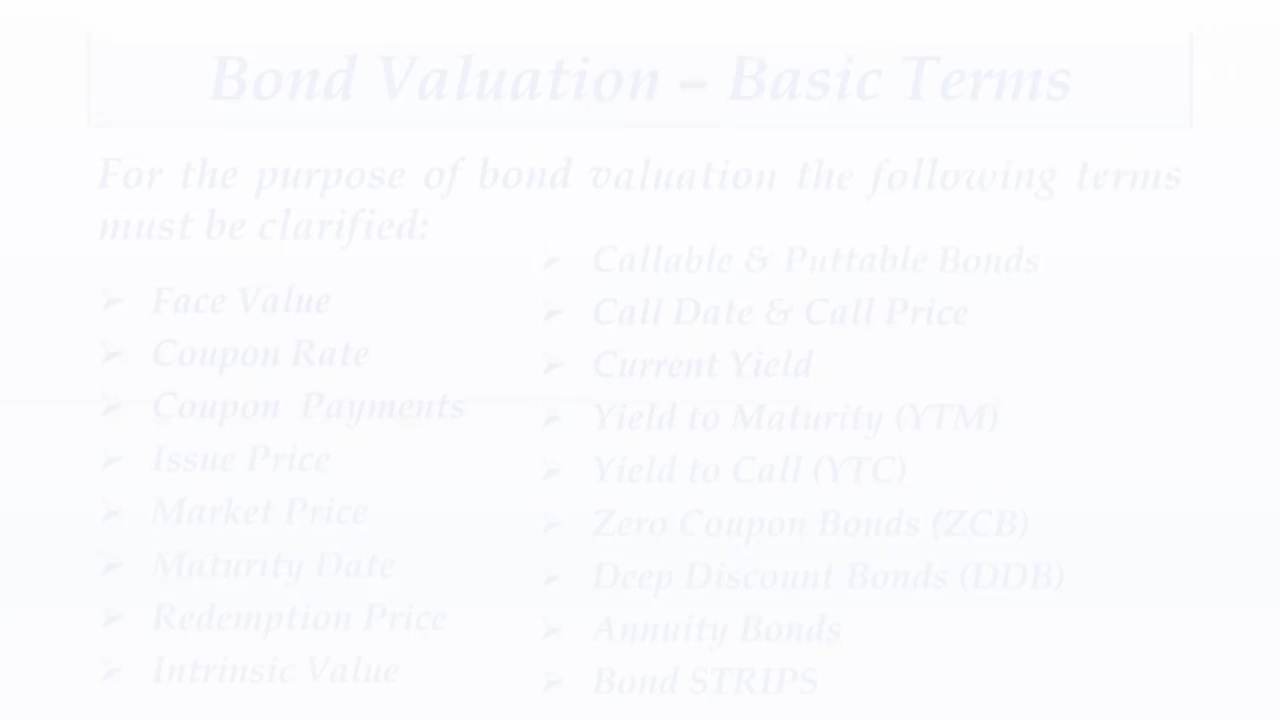 Bond Valuation – Basic Terms
For the purpose of bond valuation the following terms
must be clarified:
➢ Face Value
➢ Coupon Rate
➢ Coupon Payments
➢ Issue Price
➢ Market Price
➢ Maturity Date
➢ Redemption Price
➢ Intrinsic Value
➢ Callable & Puttable Bonds
➢ Call Date & Call Price
➢ Current Yield
➢ Yield to Maturity (YTM)
➢ Yield to Call (YTC)
➢ Zero Coupon Bonds (ZCB)
➢ Deep Discount Bonds (DDB)
➢ Annuity Bonds
➢ Bond STRIPS